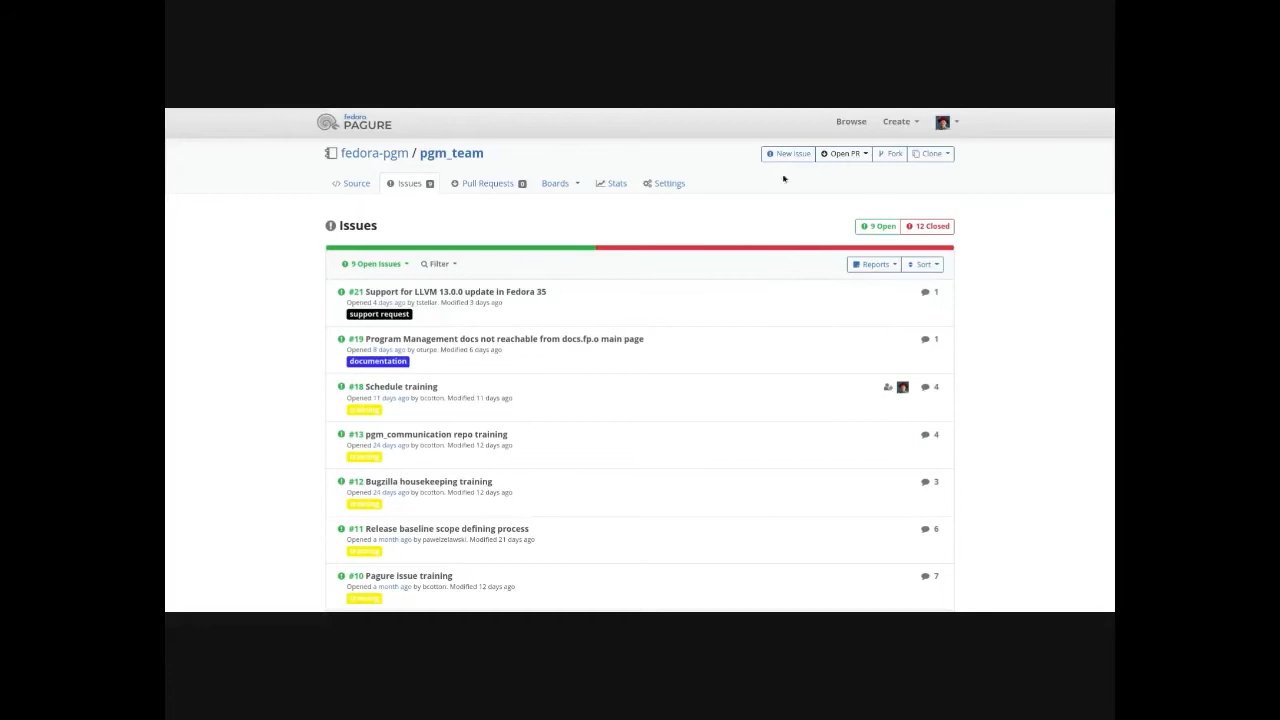 fedora
PAGURE
Browse Create
fedora-pgm / pgm_team
New issue Open PR Fork Clone
Source Issues 9 Pull Requests 0 Boards Stats Settings
Issues
9 Open 12 Closed
9 Open Issues Filter
Reports Sort
#21 Support for LLVM 13.0.0 update in Fedora 35
1
Opened 4 days ago by tstellar. Modified 3 days ago
support request
#19 Program Management docs not reachable from docs.fp.o main page
1
Opened 8 days ago by oturpe. Modified 6 days ago
documentation
#18 Schedule training
4
Opened 11 days ago by bcotton. Modified 11 days ago
training
#13 pgm_communication repo training
4
Opened 24 days ago by bcotton. Modified 12 days ago
training
#12 Bugzilla housekeeping training
3
Opened 24 days ago by bcotton. Modified 12 days ago
training
#11 Release baseline scope defining process
6
Opened a month ago by pawelzelawski. Modified 21 days ago
training
#10 Pagure issue training
7
Opened a month ago by bcotton. Modified 12 days ago
training